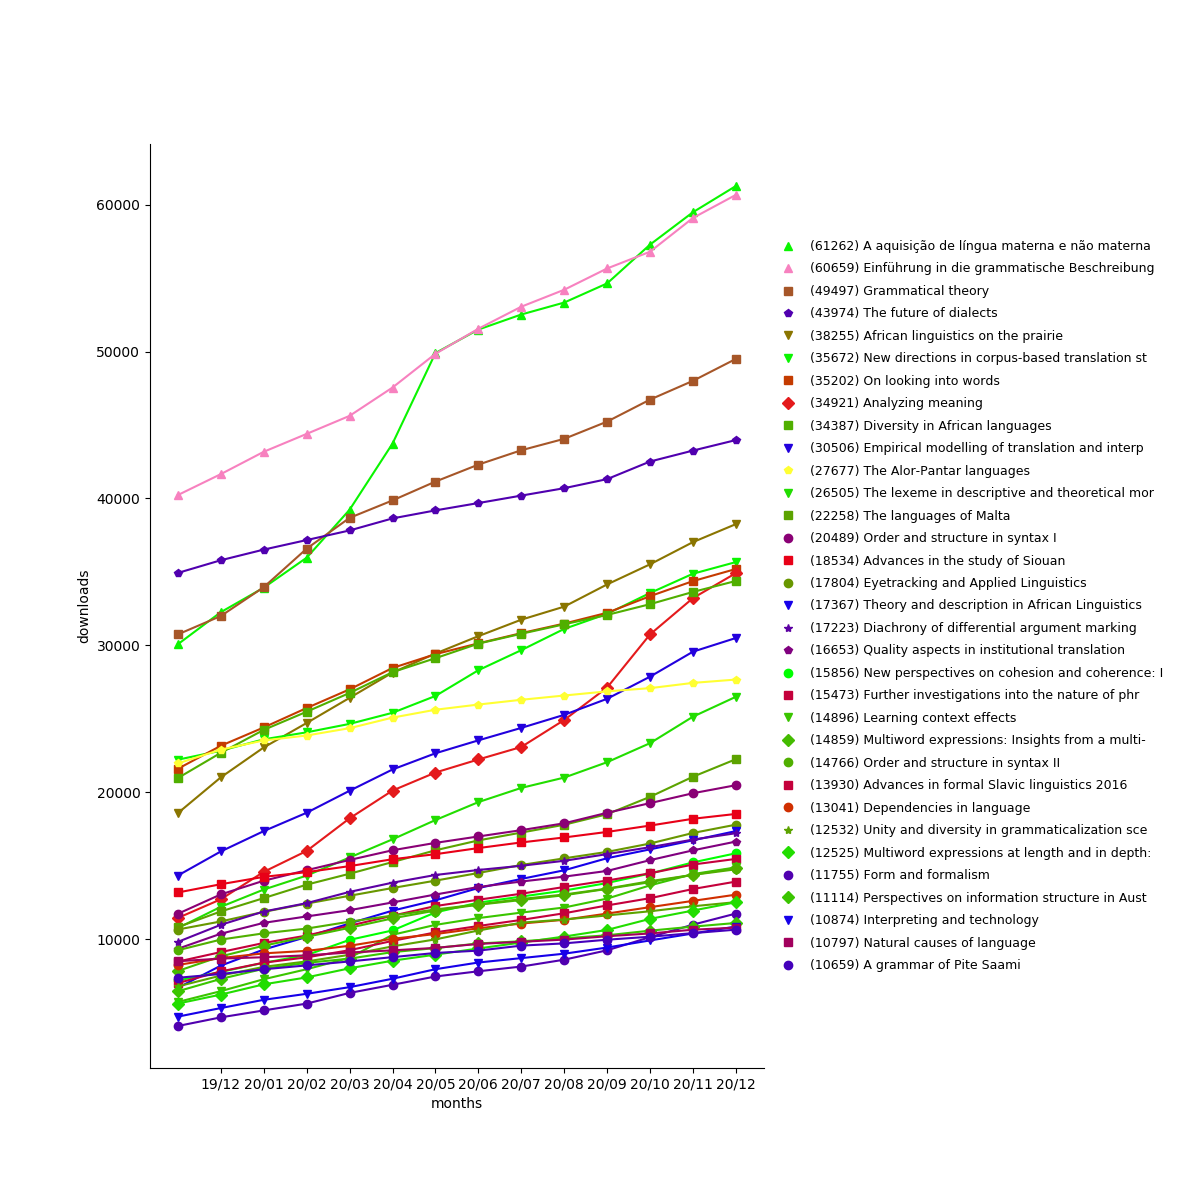 60000
50000
40000
30000
20000
10000
downloads
19/12 20/01 20/02 20/03 20/04 20/05 20/06 20/07 20/08 20/09 20/10 20/11 20/12
months
(61262) A aquisição de língua materna e não materna
(60659) Einführung in die grammatische Beschreibung
(49497) Grammatical theory
(43974) The future of dialects
(38255) African linguistics on the prairie
(35672) New directions in corpus-based translation st
(35202) On looking into words
(34921) Analyzing meaning
(34387) Diversity in African languages
(30506) Empirical modelling of translation and interp
(27677) The Alor-Pantar languages
(26505) The lexeme in descriptive and theoretical mor
(22258) The languages of Malta
(20489) Order and structure in syntax I
(18534) Advances in the study of Siouan
(17804) Eyetracking and Applied Linguistics
(17367) Theory and description in African Linguistics
(17223) Diachrony of differential argument marking
(16653) Quality aspects in institutional translation
(15856) New perspectives on cohesion and coherence: I
(15473) Further investigations into the nature of phr
(14896) Learning context effects
(14859) Multiword expressions: Insights from a multi-
(14766) Order and structure in syntax II
(13930) Advances in formal Slavic linguistics 2016
(13041) Dependencies in language
(12532) Unity and diversity in grammaticalization sce
(12525) Multiword expressions at length and in depth:
(11755) Form and formalism
(11114) Perspectives on information structure in Aust
(10874) Interpreting and technology
(10797) Natural causes of language
(10659) A grammar of Pite Saami